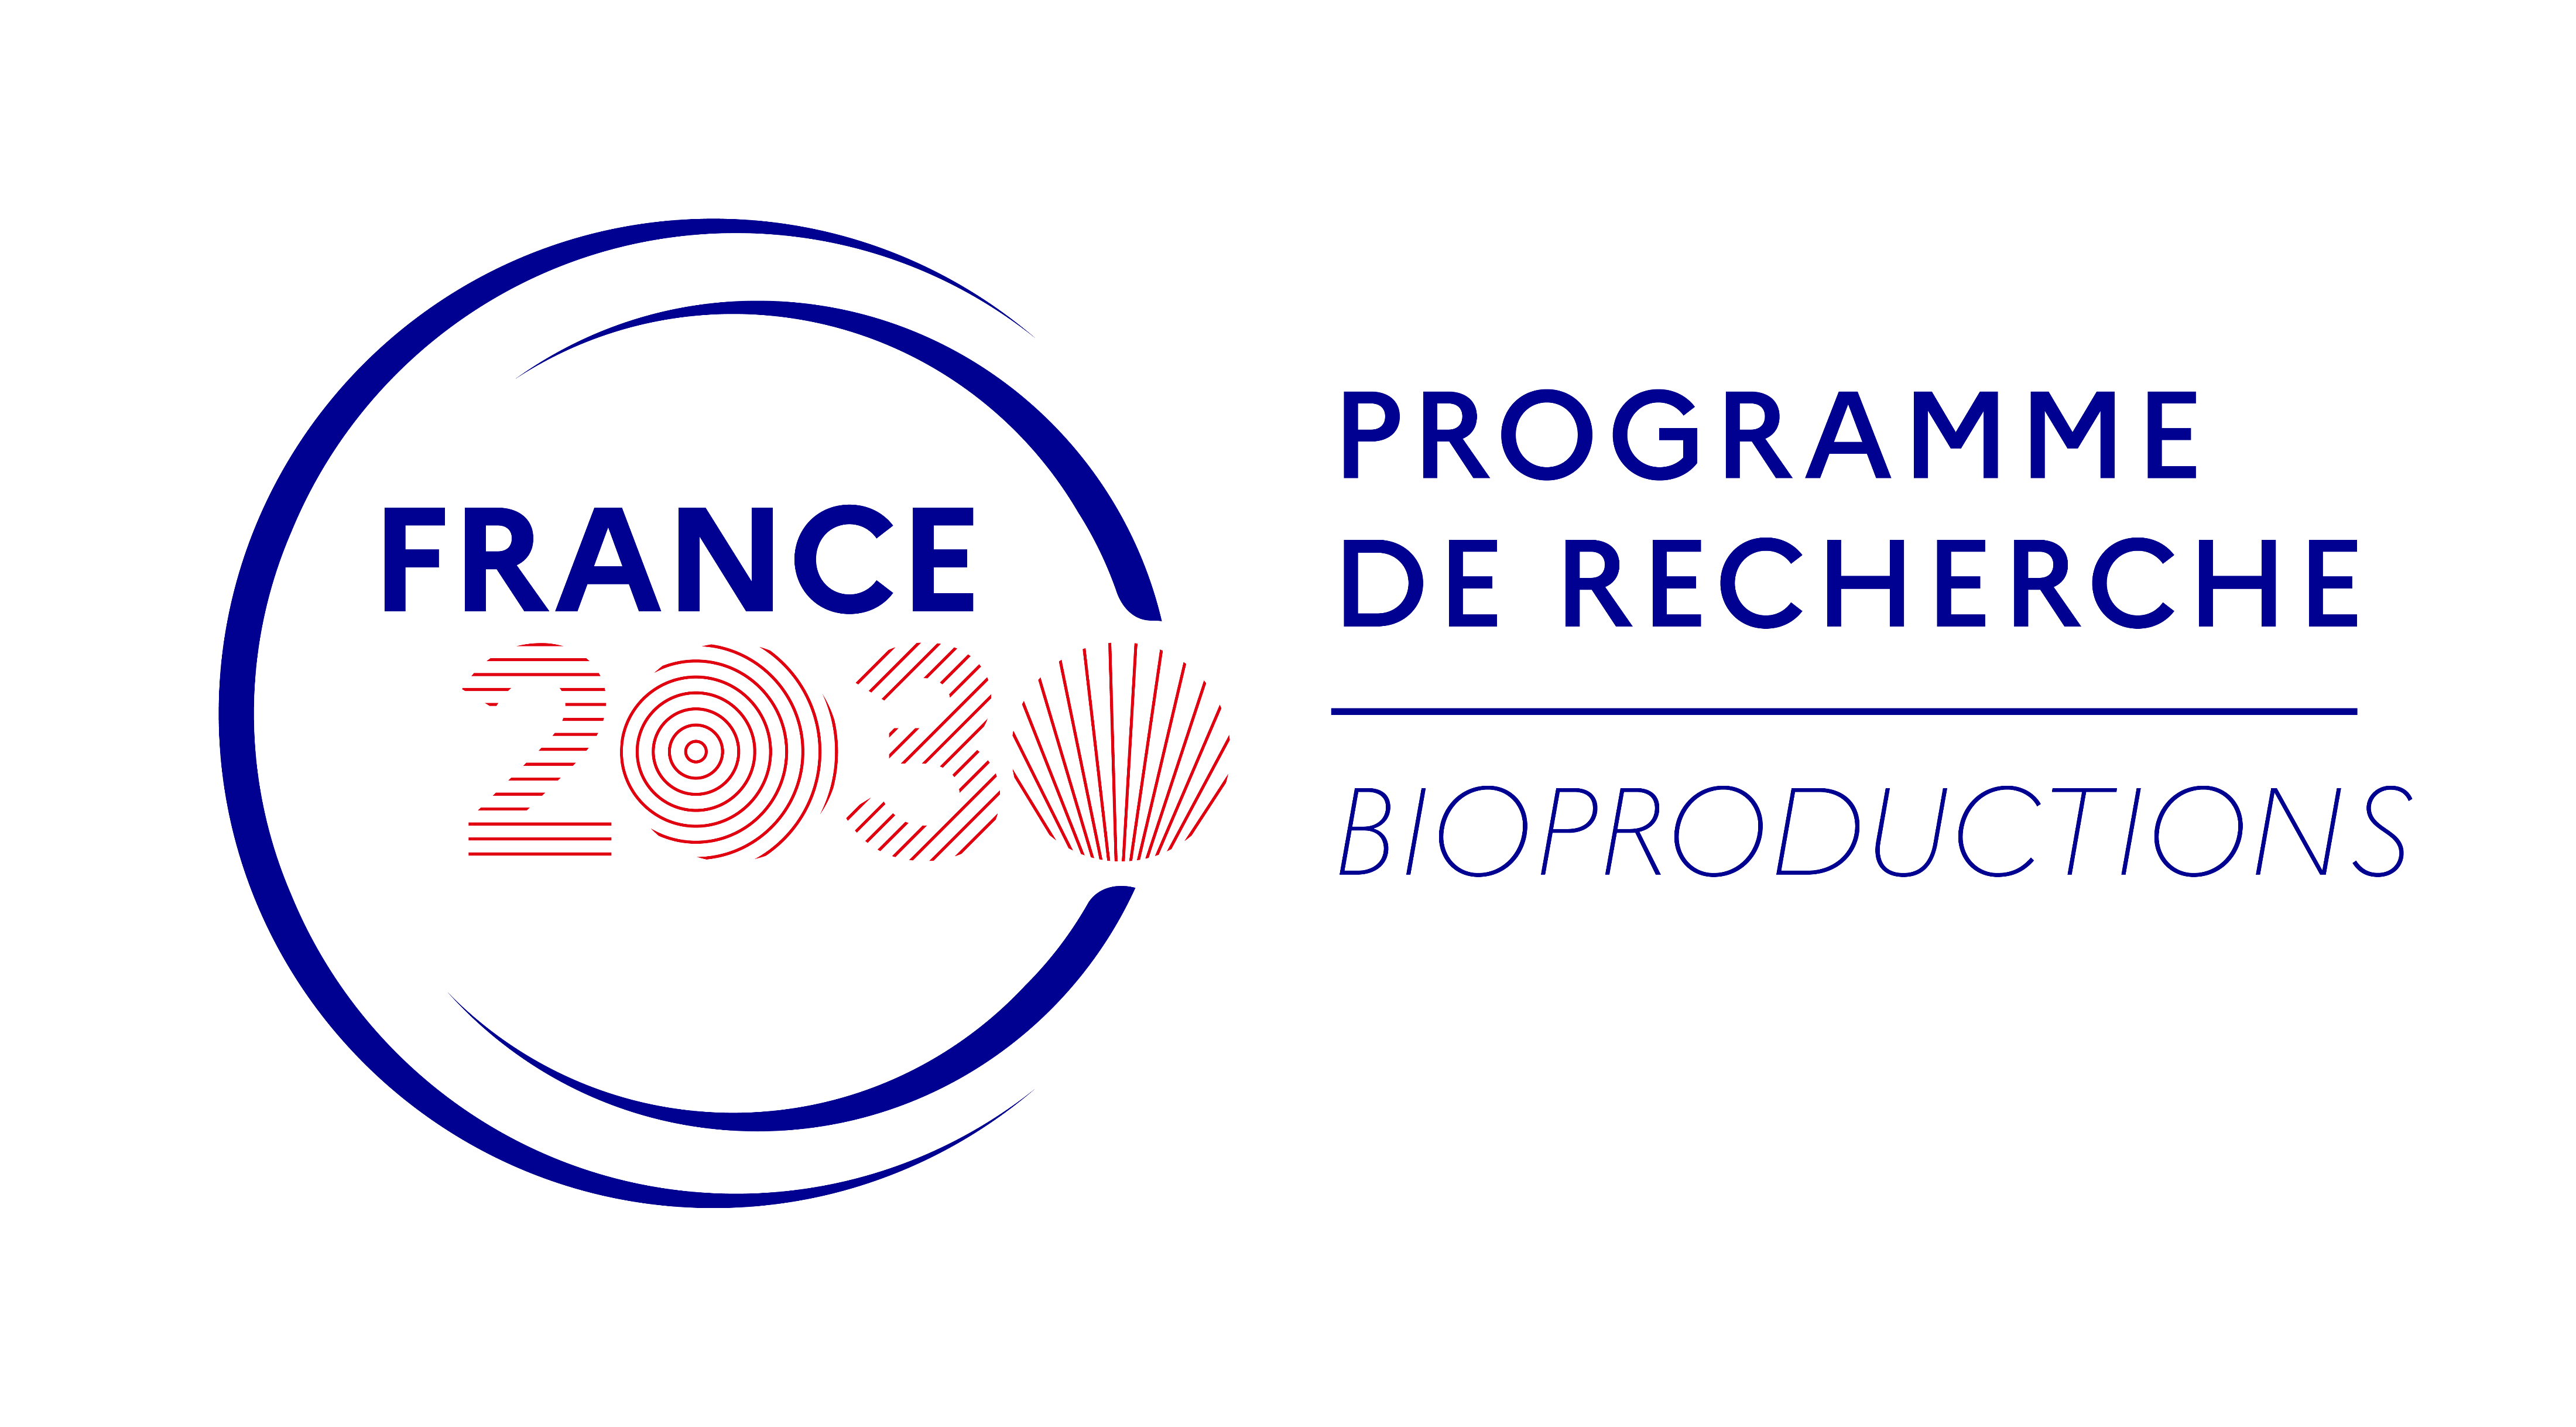 FRANCE
2030
PROGRAMME
DE RECHERCHE
BIOPRODUCTIONS